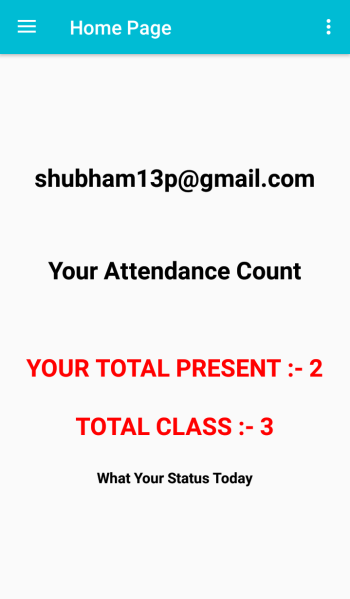 Home Page
shubham13p@gmail.com
Your Attendance Count
YOUR TOTAL PRESENT :- 2
TOTAL CLASS :- 3
What Your Status Today